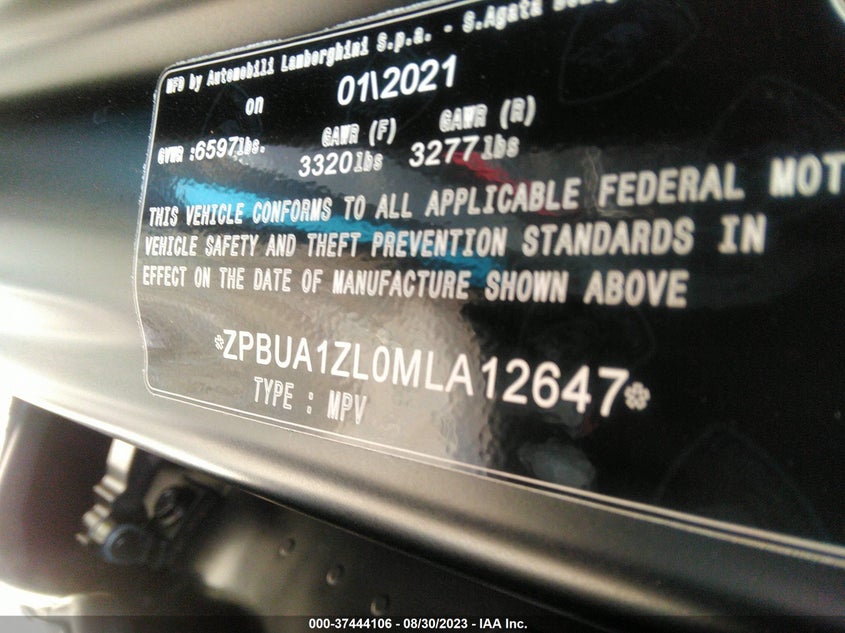 MFD by Automobili Lamborghini S.p.a. - S.Agata
on 01\2021
GVWR :6597lbs. GAWR (F) GAWR (R)
3320lbs 3277lbs
THIS VEHICLE CONFORMS TO ALL APPLICABLE FEDERAL MOT
VEHICLE SAFETY AND THEFT PREVENTION STANDARDS IN
EFFECT ON THE DATE OF MANUFACTURE SHOWN ABOVE
*ZPBUA1ZL0MLA12647*
TYPE : MPV
000-37444106 - 08/30/2023 - IAA Inc.